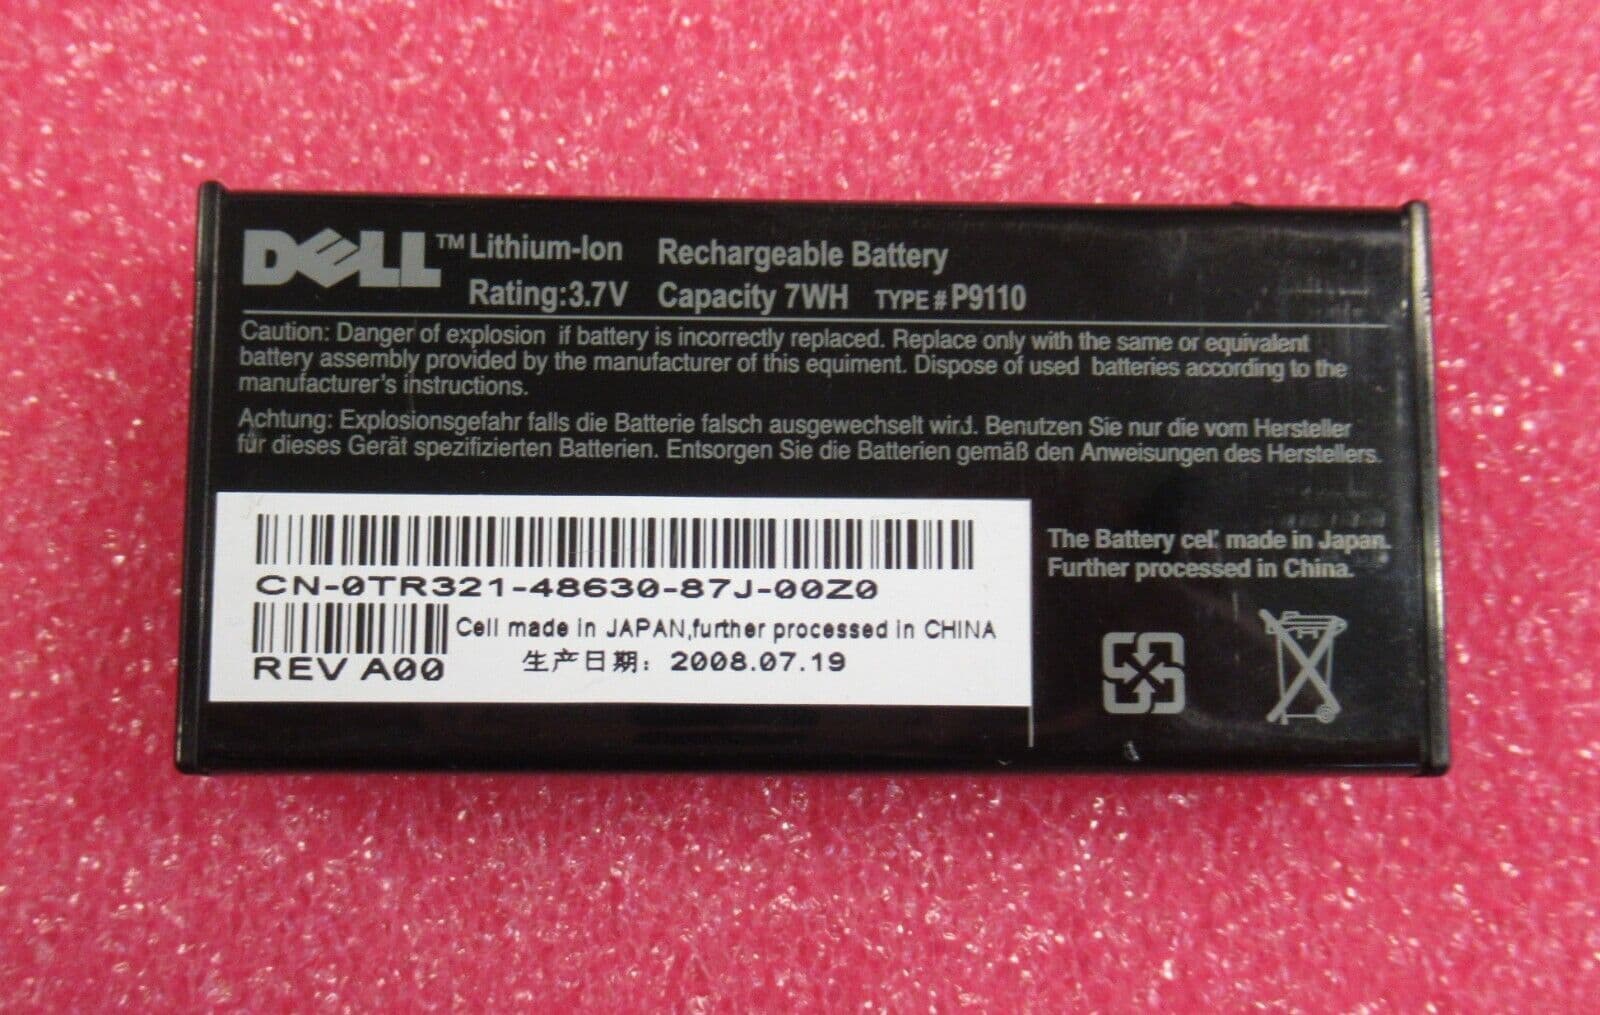 DELL™ Lithium-Ion Rechargeable Battery
Rating:3.7V Capacity 7WH TYPE # P9110
Caution: Danger of explosion if battery is incorrectly replaced. Replace only with the same or equivalent
battery assembly provided by the manufacturer of this equiment. Dispose of used batteries according to the
manufacturer's instructions.
Achtung: Explosionsgefahr falls die Batterie falsch ausgewechselt wird. Benutzen Sie nur die vom Hersteller
für dieses Gerät spezifizierten Batterien. Entsorgen Sie die Batterien gemäß den Anweisungen des Herstellers.
CN-0TR321-48630-87J-00Z0
Cell made in JAPAN,further processed in CHINA
REV A00
生产日期: 2008.07.19
The Battery cell made in Japan.
Further processed in China.